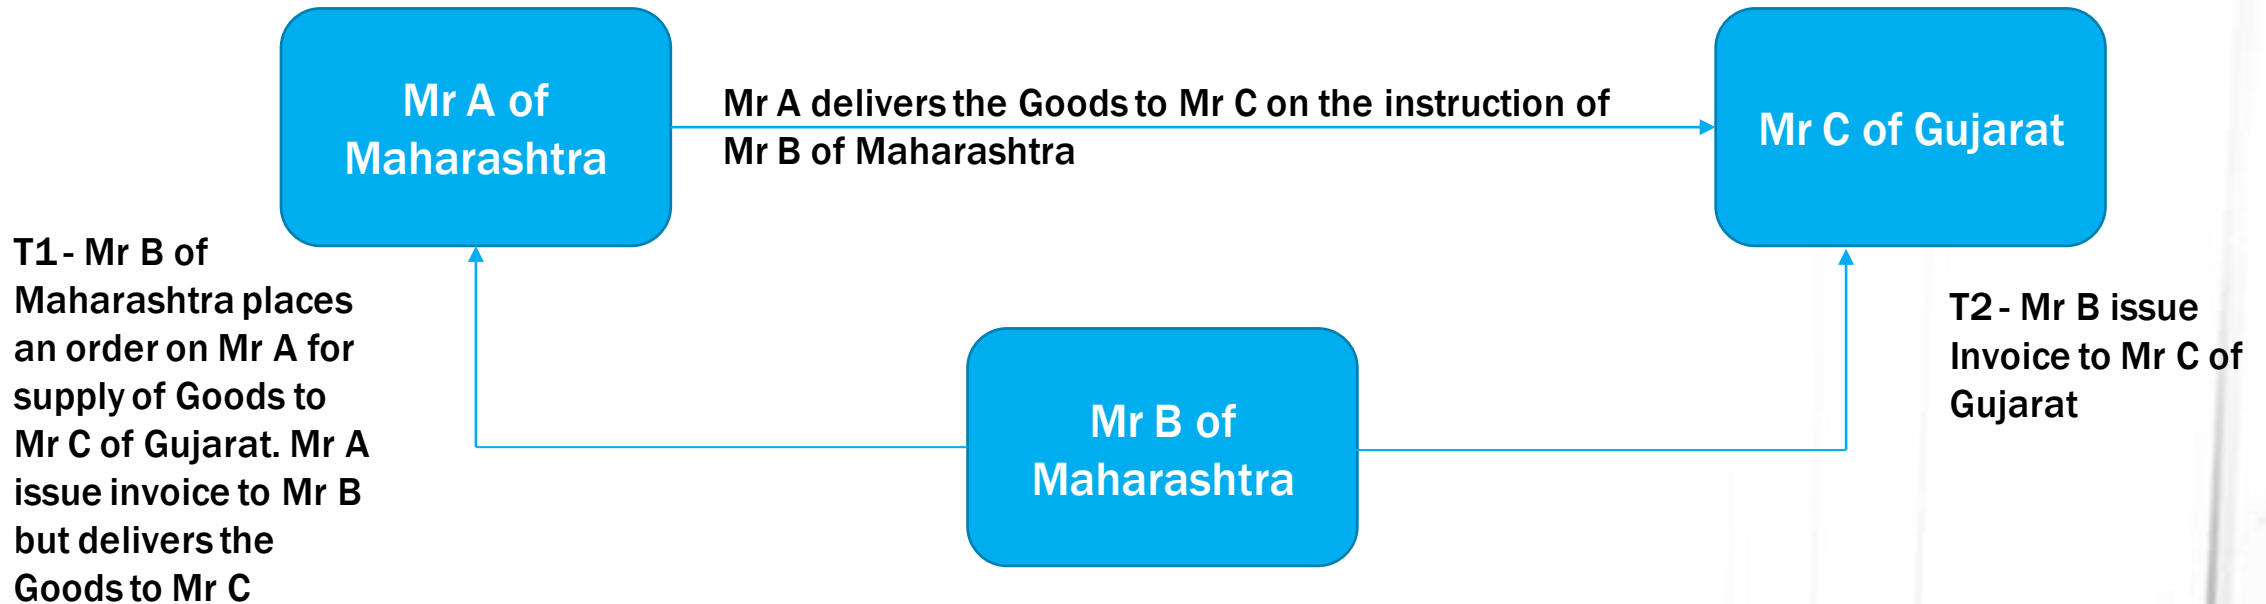 Mr A of
Maharashtra
Mr A delivers the Goods to Mr C on the instruction of
Mr B of Maharashtra
Mr C of Gujarat
T1 - Mr B of
Maharashtra places
an order on Mr A for
supply of Goods to
Mr C of Gujarat. Mr A
issue invoice to Mr B
but delivers the
Goods to Mr C
Mr B of
Maharashtra
T2 - Mr B issue
Invoice to Mr C of
Gujarat